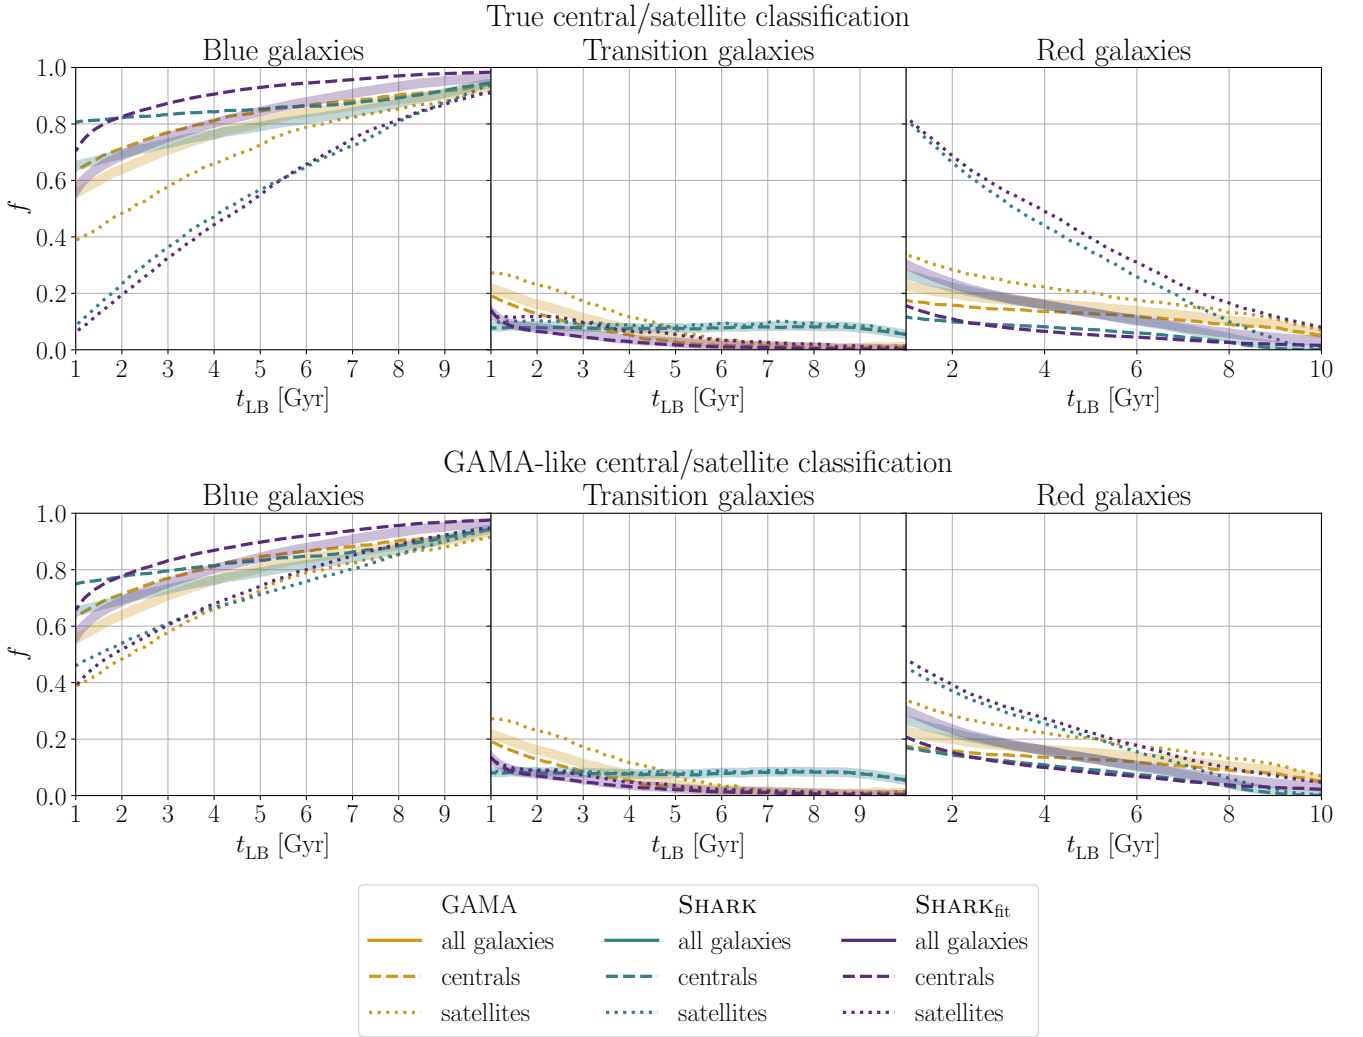 True central/satellite classification
Blue galaxies Transition galaxies Red galaxies
1.0
0.8
0.6
0.4
0.2
0.0
f
1 2 3 4 5 6 7 8 9 1 2 3 4 5 6 7 8 9 2 4 6 8 10
t_LB [Gyr] t_LB [Gyr] t_LB [Gyr]
GAMA-like central/satellite classification
Blue galaxies Transition galaxies Red galaxies
1.0
0.8
0.6
0.4
0.2
0.0
f
1 2 3 4 5 6 7 8 9 1 2 3 4 5 6 7 8 9 2 4 6 8 10
t_LB [Gyr] t_LB [Gyr] t_LB [Gyr]
GAMA SHARK SHARK_fit
all galaxies all galaxies all galaxies
centrals centrals centrals
satellites satellites satellites